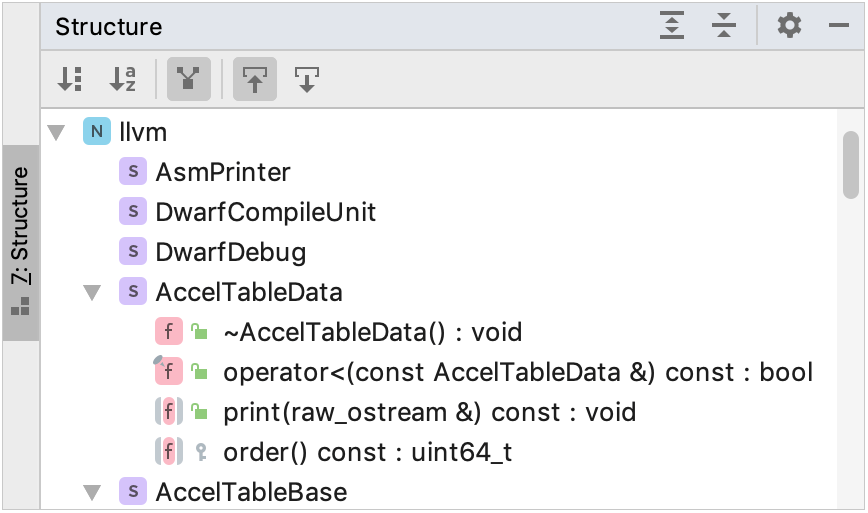 Structure
a
z
7: Structure
N llvm
S AsmPrinter
S DwarfCompileUnit
S DwarfDebug
S AccelTableData
f ~AccelTableData() : void
f operator<(const AccelTableData &) const : bool
f print(raw_ostream &) const : void
f order() const : uint64_t
S AccelTableBase